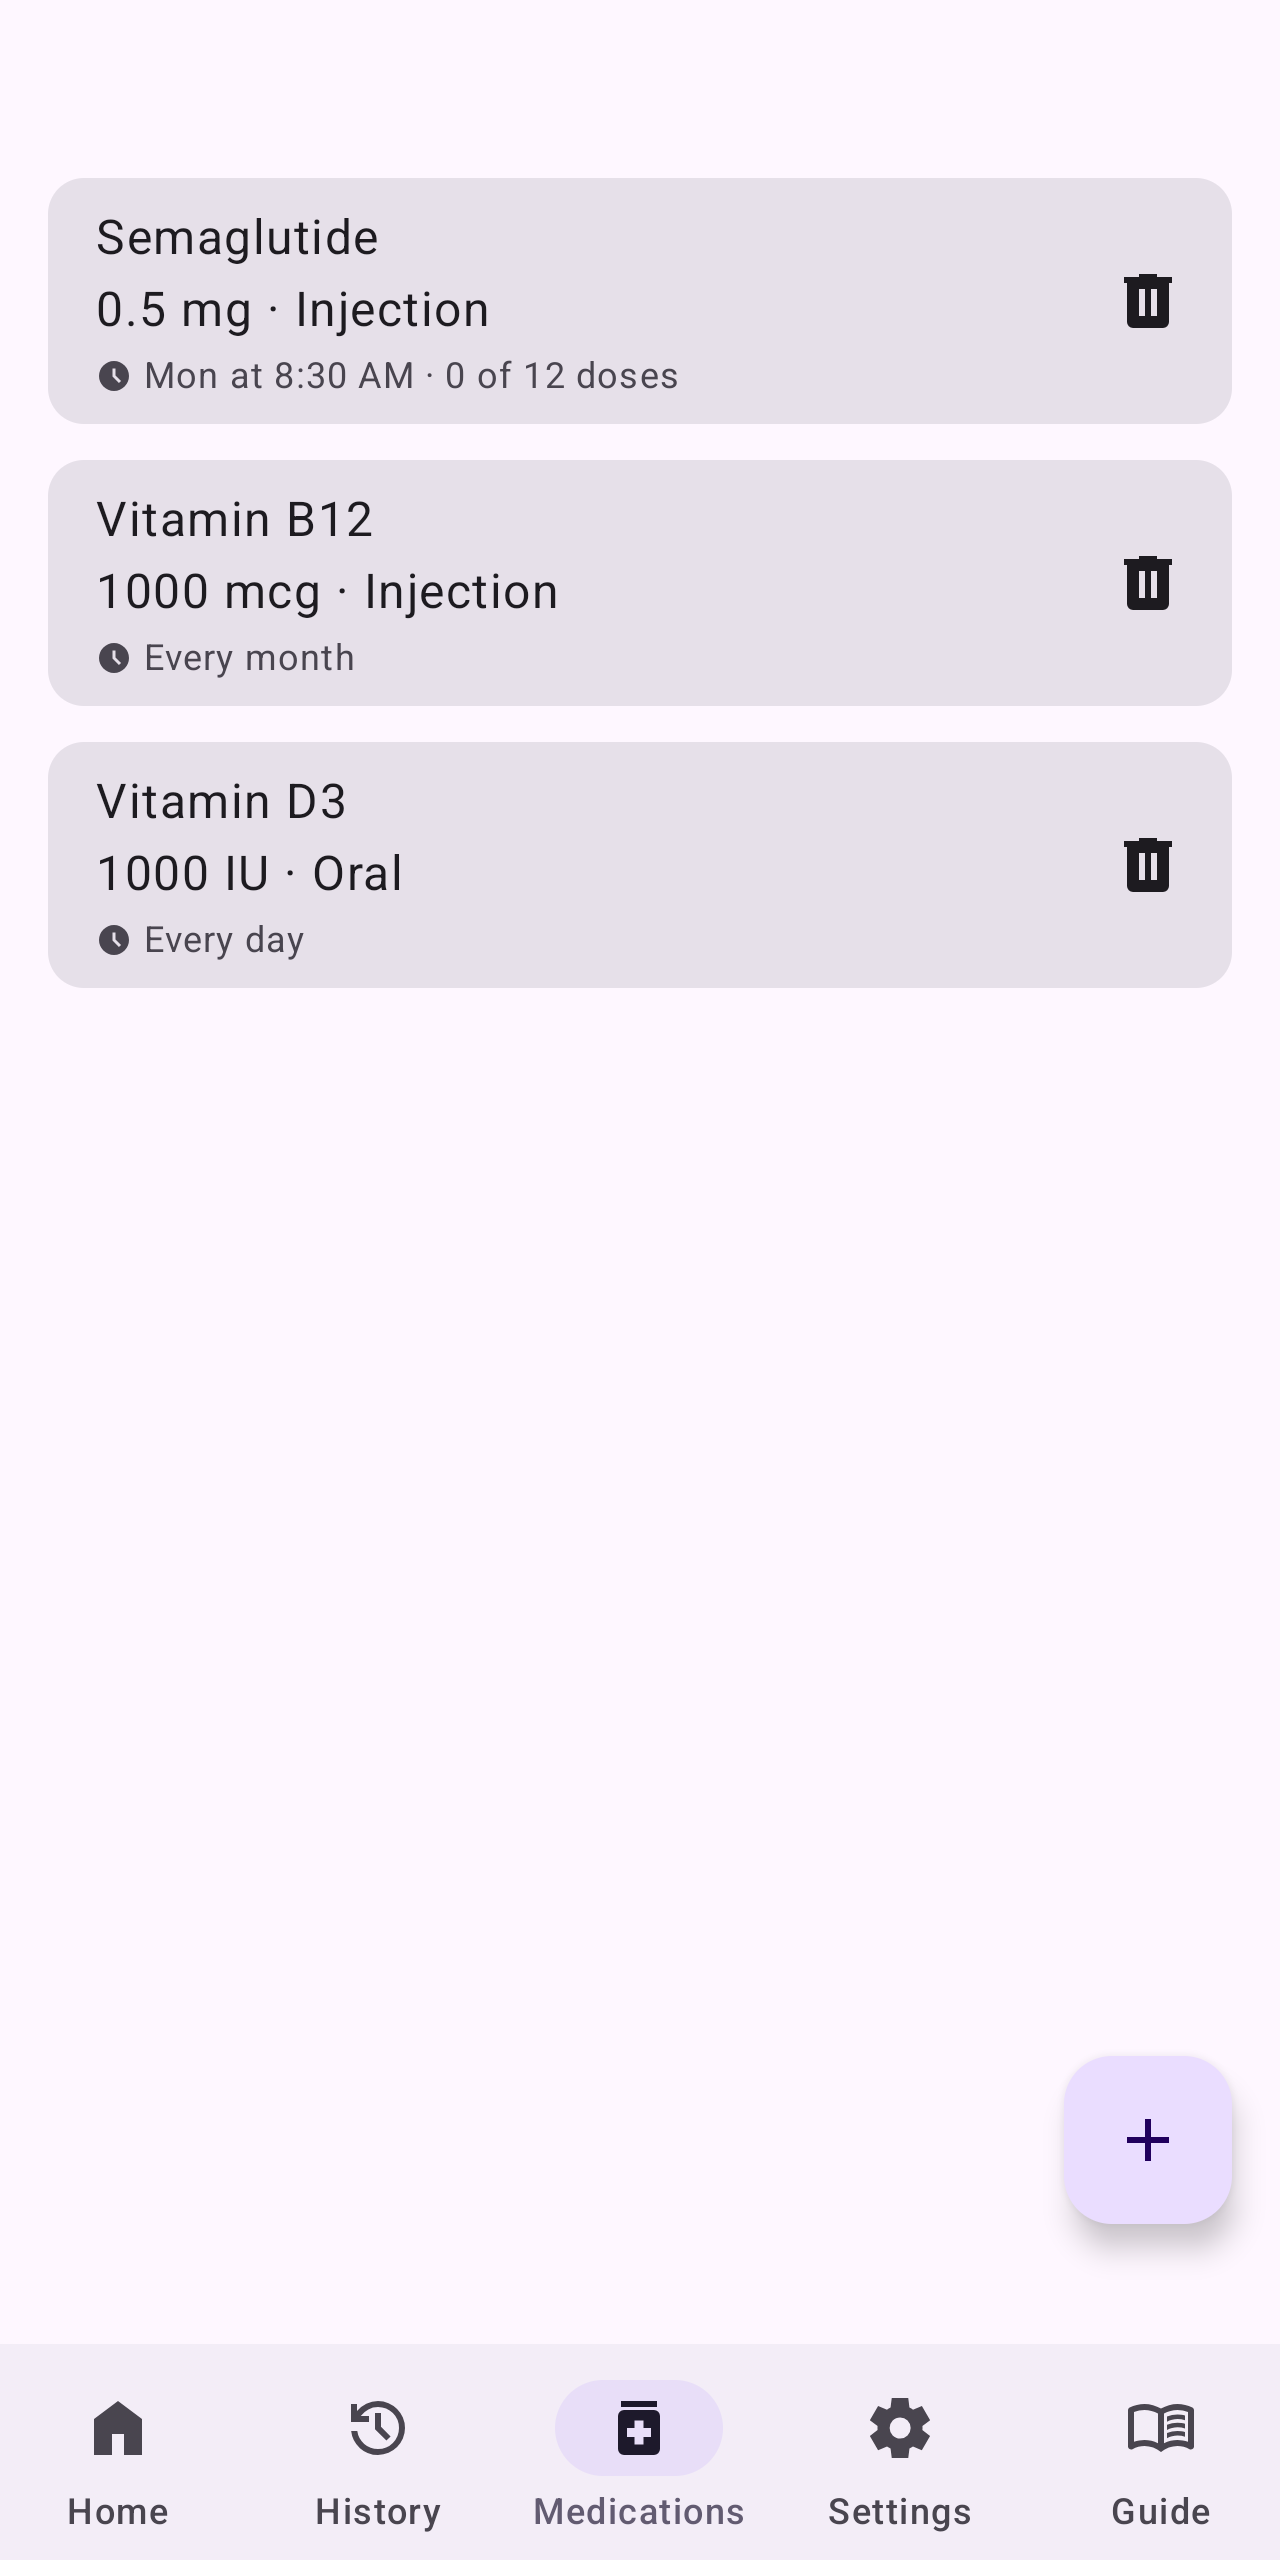 Semaglutide
0.5 mg · Injection
Mon at 8:30 AM · 0 of 12 doses
Vitamin B12
1000 mcg · Injection
Every month
Vitamin D3
1000 IU · Oral
Every day
Home
History
Medications
Settings
Guide